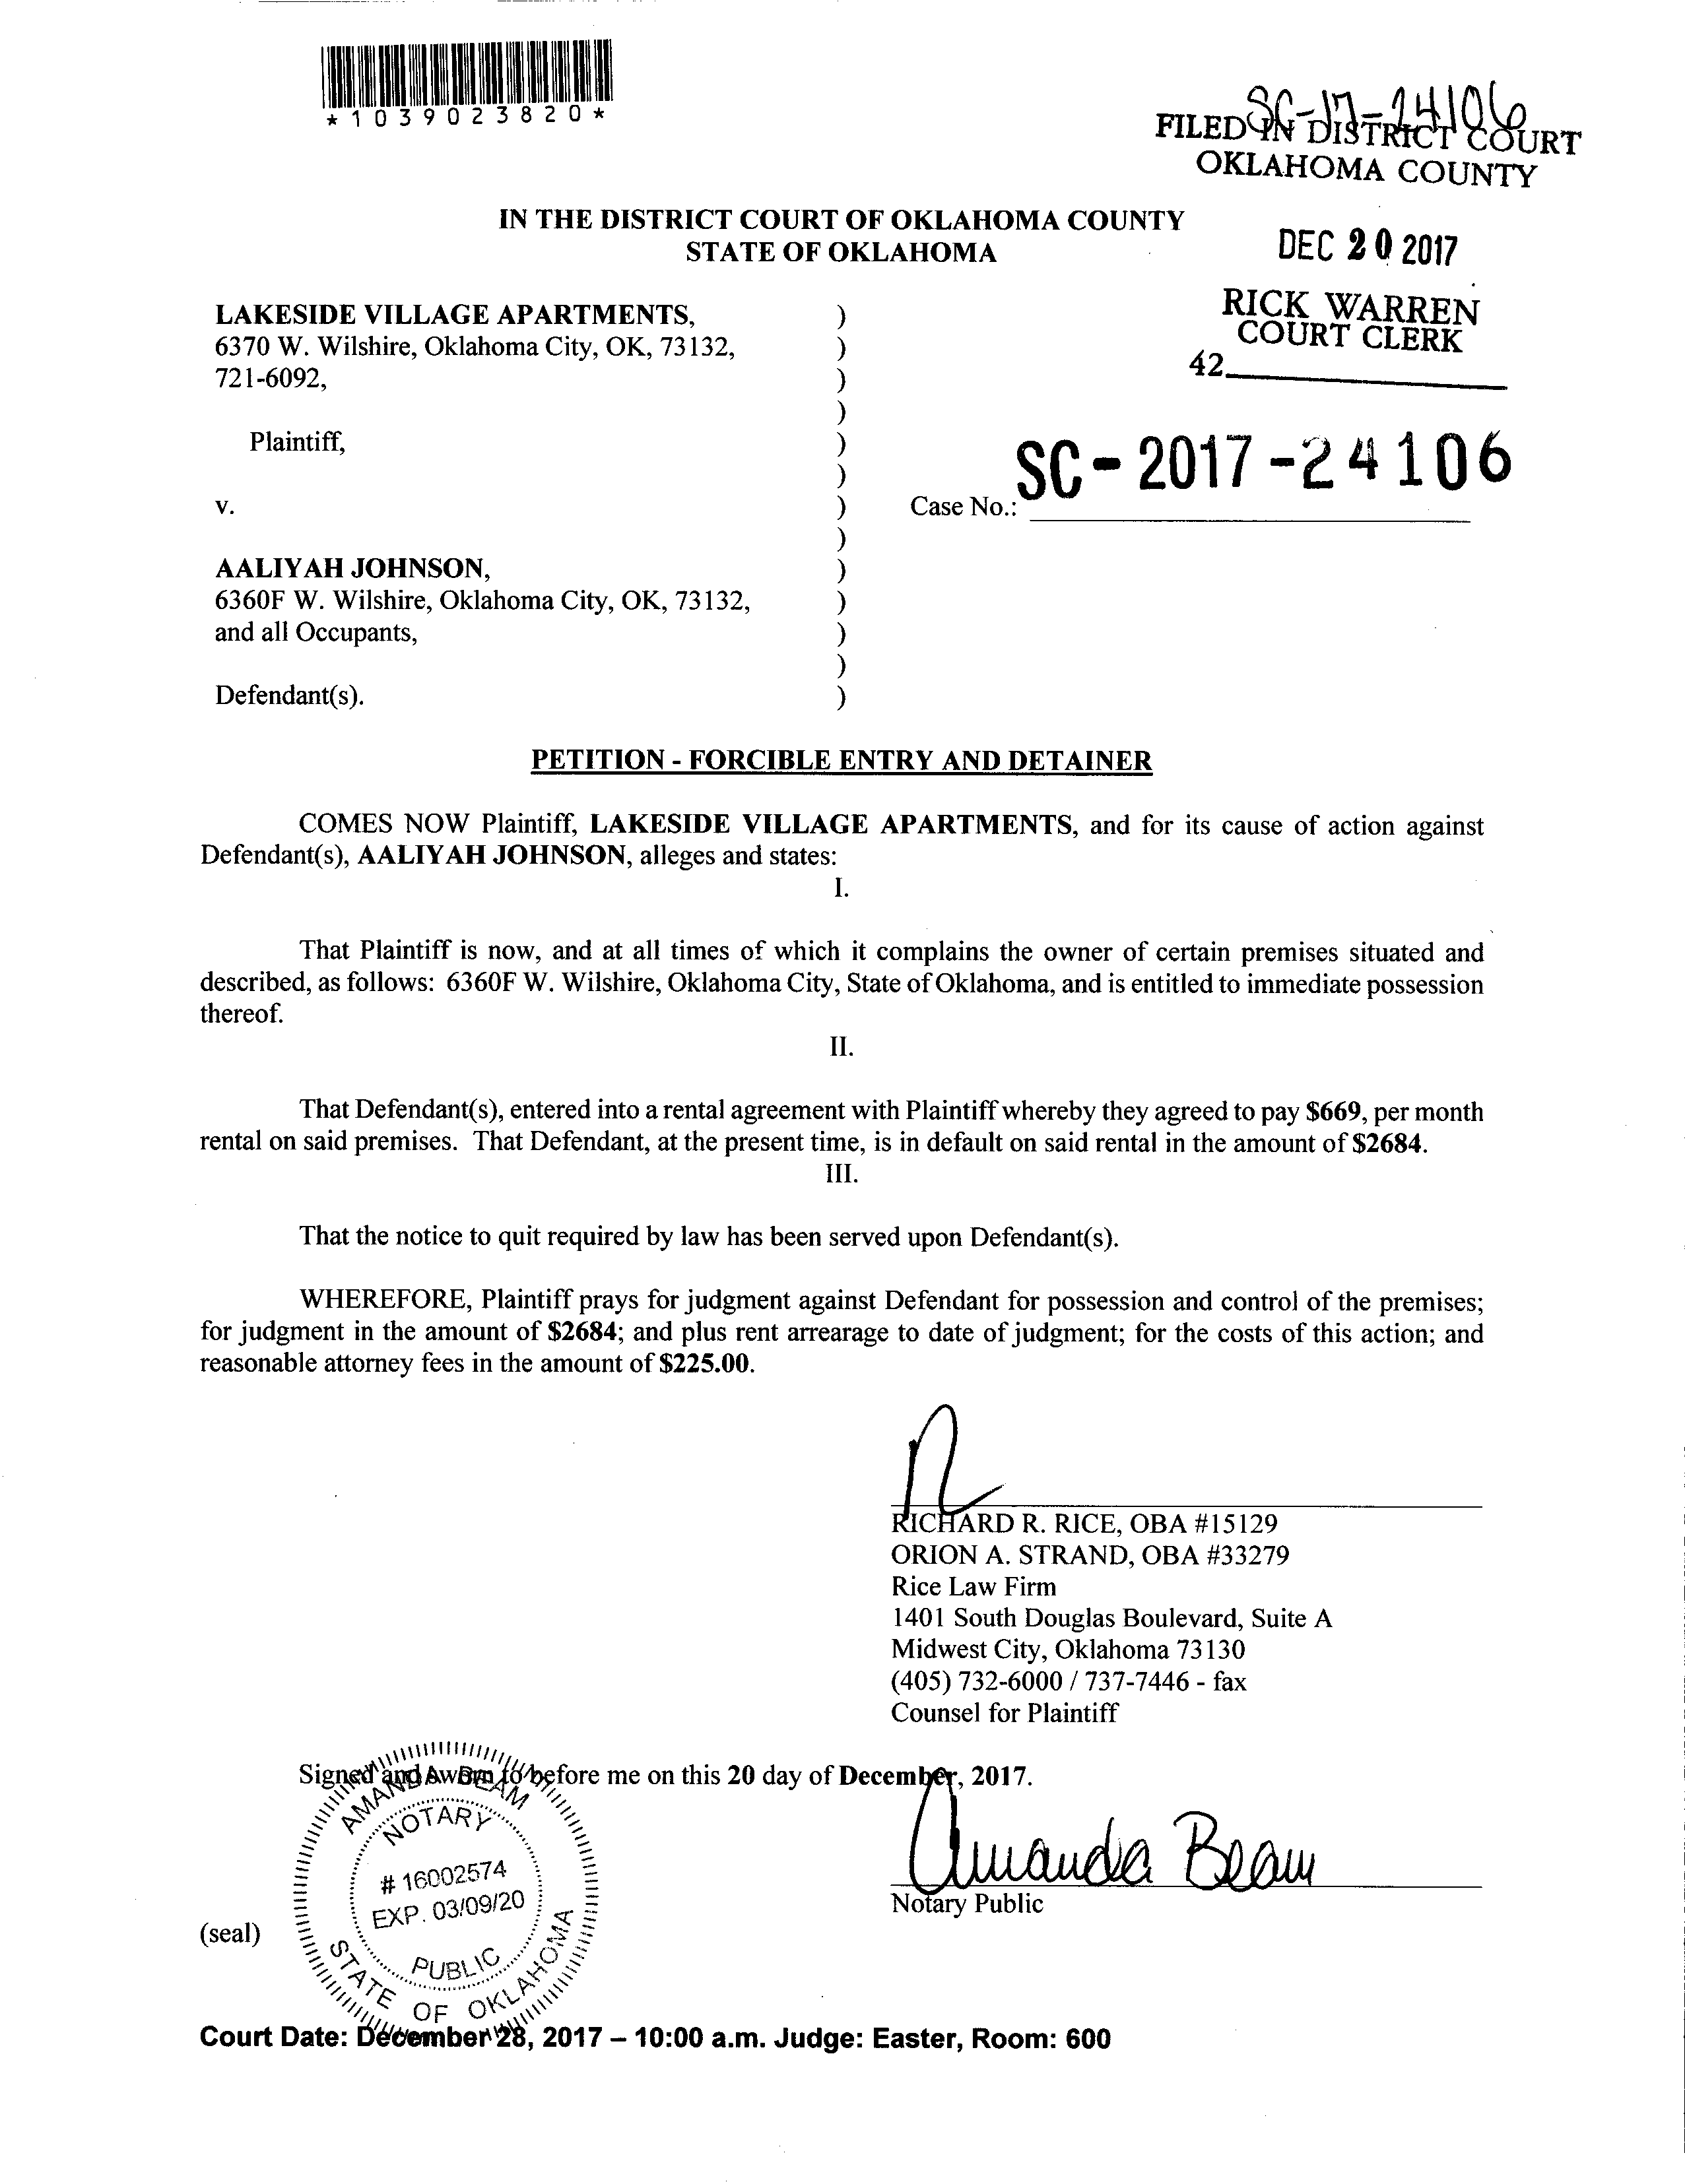 *1039023820*
SC-17-24106
FILED IN DISTRICT COURT
OKLAHOMA COUNTY
IN THE DISTRICT COURT OF OKLAHOMA COUNTY
STATE OF OKLAHOMA
DEC 20 2017
RICK WARREN
COURT CLERK
42
LAKESIDE VILLAGE APARTMENTS, )
6370 W. Wilshire, Oklahoma City, OK, 73132, )
721-6092, )
)
Plaintiff, )
)
v. ) Case No.: SC-2017-24106
)
AALIYAH JOHNSON, )
6360F W. Wilshire, Oklahoma City, OK, 73132, )
and all Occupants, )
)
Defendant(s). )
PETITION - FORCIBLE ENTRY AND DETAINER
COMES NOW Plaintiff, LAKESIDE VILLAGE APARTMENTS, and for its cause of action against
Defendant(s), AALIYAH JOHNSON, alleges and states:
I.
That Plaintiff is now, and at all times of which it complains the owner of certain premises situated and
described, as follows: 6360F W. Wilshire, Oklahoma City, State of Oklahoma, and is entitled to immediate possession
thereof.
II.
That Defendant(s), entered into a rental agreement with Plaintiff whereby they agreed to pay $669, per month
rental on said premises. That Defendant, at the present time, is in default on said rental in the amount of $2684.
III.
That the notice to quit required by law has been served upon Defendant(s).
WHEREFORE, Plaintiff prays for judgment against Defendant for possession and control of the premises;
for judgment in the amount of $2684; and plus rent arrearage to date of judgment; for the costs of this action; and
reasonable attorney fees in the amount of $225.00.
RICHARD R. RICE, OBA #15129
ORION A. STRAND, OBA #33279
Rice Law Firm
1401 South Douglas Boulevard, Suite A
Midwest City, Oklahoma 73130
(405) 732-6000 / 737-7446 - fax
Counsel for Plaintiff
Signed and sworn to before me on this 20 day of December, 2017.
Amanda Beam
Notary Public
(seal)
AMANDA BEAM
NOTARY
# 16002574
EXP. 03/09/20
PUBLIC
STATE OF OKLAHOMA
Court Date: December 28, 2017 – 10:00 a.m. Judge: Easter, Room: 600